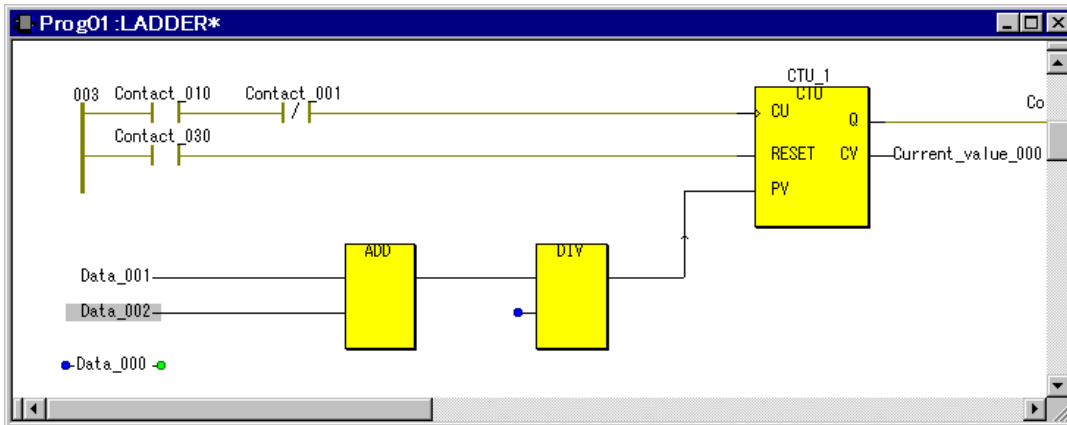 Prog01:LADDER*
CTU_1
003 Contact_010 Contact_001
CTU
CU
Q
Co
Contact_030
RESET CV Current_value_000
PV
ADD DIV
Data_001
Data_002
Data_000